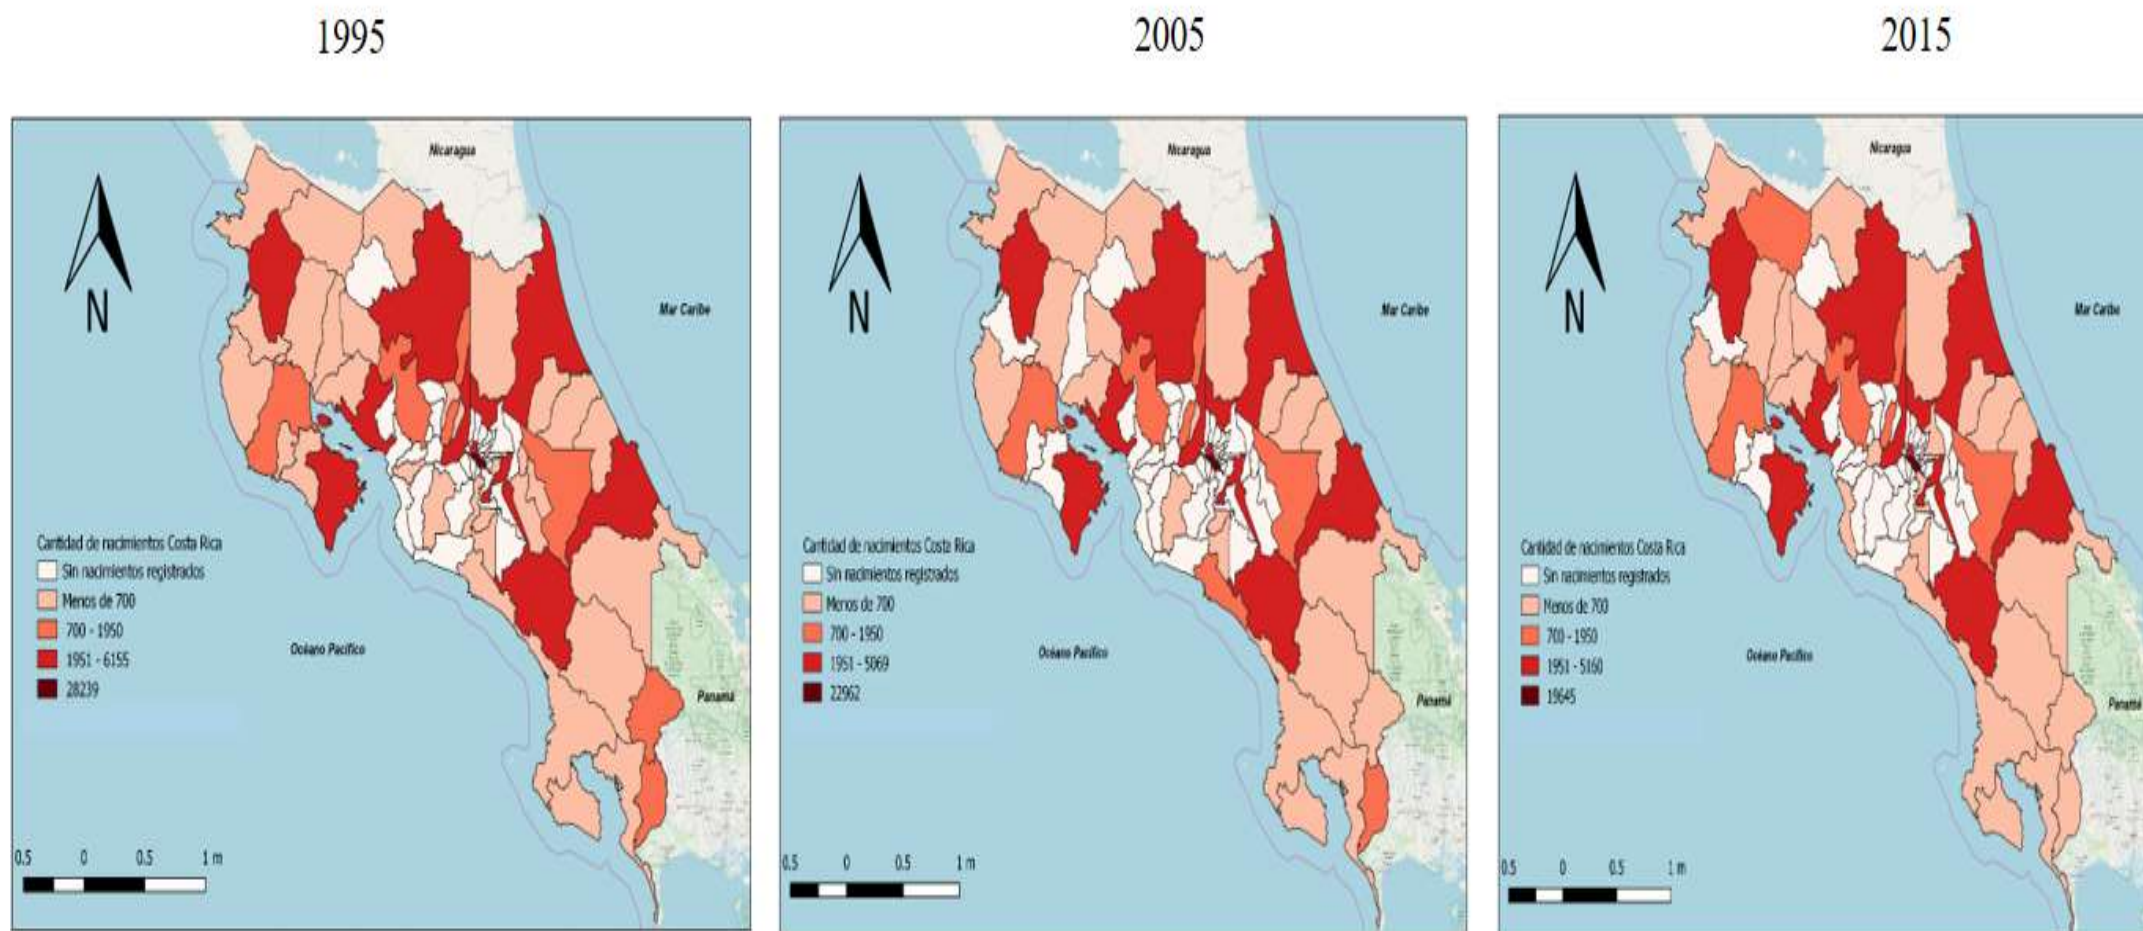 1995
2005
2015
Nicaragua
N
Mar Caribe
Cantidad de nacimientos Costa Rica
Sin nacimientos registrados
Menos de 700
700 - 1950
1951 - 6155
28239
Océano Pacífico
Panamá
0.5 0 0.5 1 m
Nicaragua
N
Mar Caribe
Cantidad de nacimientos Costa Rica
Sin nacimientos registrados
Menos de 700
700 - 1950
1951 - 5069
22962
Océano Pacífico
Panamá
0.5 0 0.5 1 m
Nicaragua
N
Mar Caribe
Cantidad de nacimientos Costa Rica
Sin nacimientos registrados
Menos de 700
700 - 1950
1951 - 5160
19645
Océano Pacífico
Panamá
0.5 0 0.5 1 m